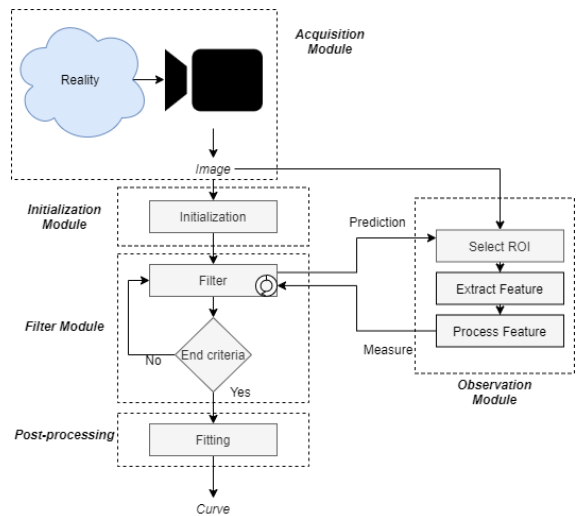 Acquisition
Module
Reality
Image
Initialization
Module
Initialization
Prediction
Select ROI
Filter
Extract Feature
Filter Module
Process Feature
End criteria
No
Measure
Yes
Observation
Module
Post-processing
Fitting
Curve